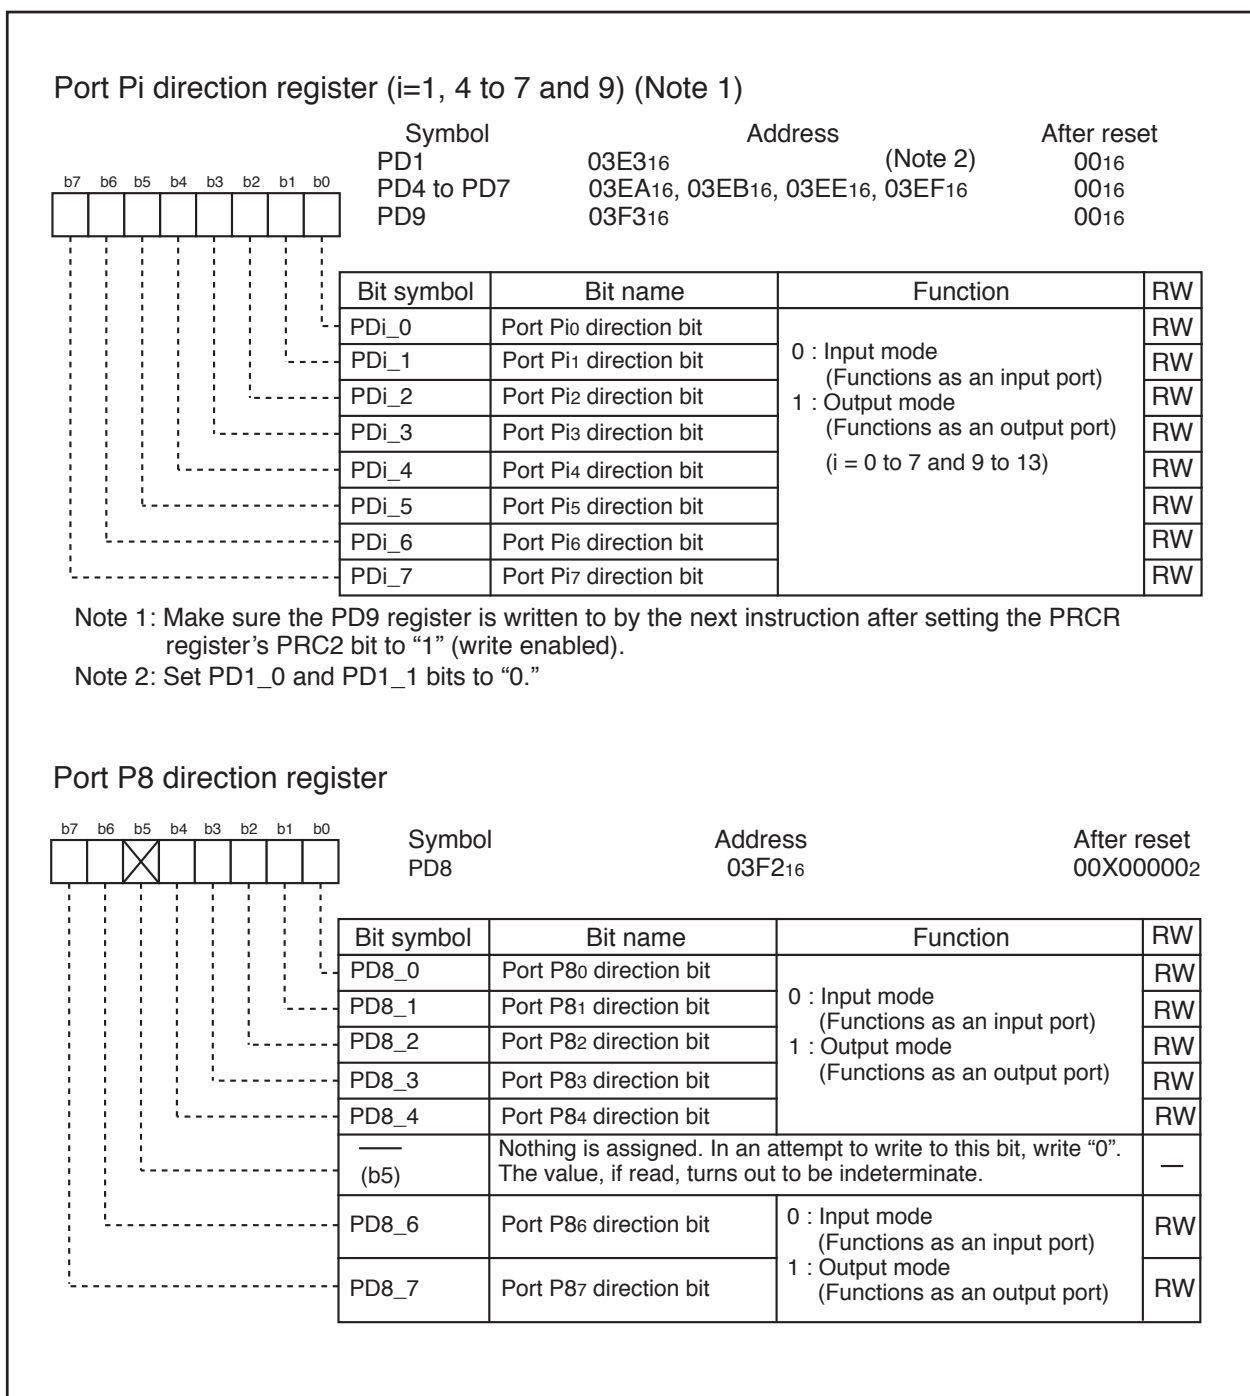 Port Pi direction register (i=1, 4 to 7 and 9) (Note 1)
Symbol Address After reset
PD1 03E316 (Note 2) 0016
PD4 to PD7 03EA16, 03EB16, 03EE16, 03EF16 0016
PD9 03F316 0016
b7 b6 b5 b4 b3 b2 b1 b0
Bit symbol Bit name Function RW
PDi_0 Port Pi0 direction bit RW
PDi_1 Port Pi1 direction bit RW
PDi_2 Port Pi2 direction bit RW
PDi_3 Port Pi3 direction bit RW
PDi_4 Port Pi4 direction bit RW
PDi_5 Port Pi5 direction bit RW
PDi_6 Port Pi6 direction bit RW
PDi_7 Port Pi7 direction bit RW
0 : Input mode
(Functions as an input port)
1 : Output mode
(Functions as an output port)
(i = 0 to 7 and 9 to 13)
Note 1: Make sure the PD9 register is written to by the next instruction after setting the PRCR
register’s PRC2 bit to “1” (write enabled).
Note 2: Set PD1_0 and PD1_1 bits to “0.”
Port P8 direction register
b7 b6 b5 b4 b3 b2 b1 b0
Symbol Address After reset
PD8 03F216 00X000002
Bit symbol Bit name Function RW
PD8_0 Port P80 direction bit RW
PD8_1 Port P81 direction bit RW
PD8_2 Port P82 direction bit RW
PD8_3 Port P83 direction bit RW
PD8_4 Port P84 direction bit RW
0 : Input mode
(Functions as an input port)
1 : Output mode
(Functions as an output port)
Nothing is assigned. In an attempt to write to this bit, write “0”.
(b5) The value, if read, turns out to be indeterminate. —
PD8_6 Port P86 direction bit RW
PD8_7 Port P87 direction bit RW
0 : Input mode
(Functions as an input port)
1 : Output mode
(Functions as an output port)